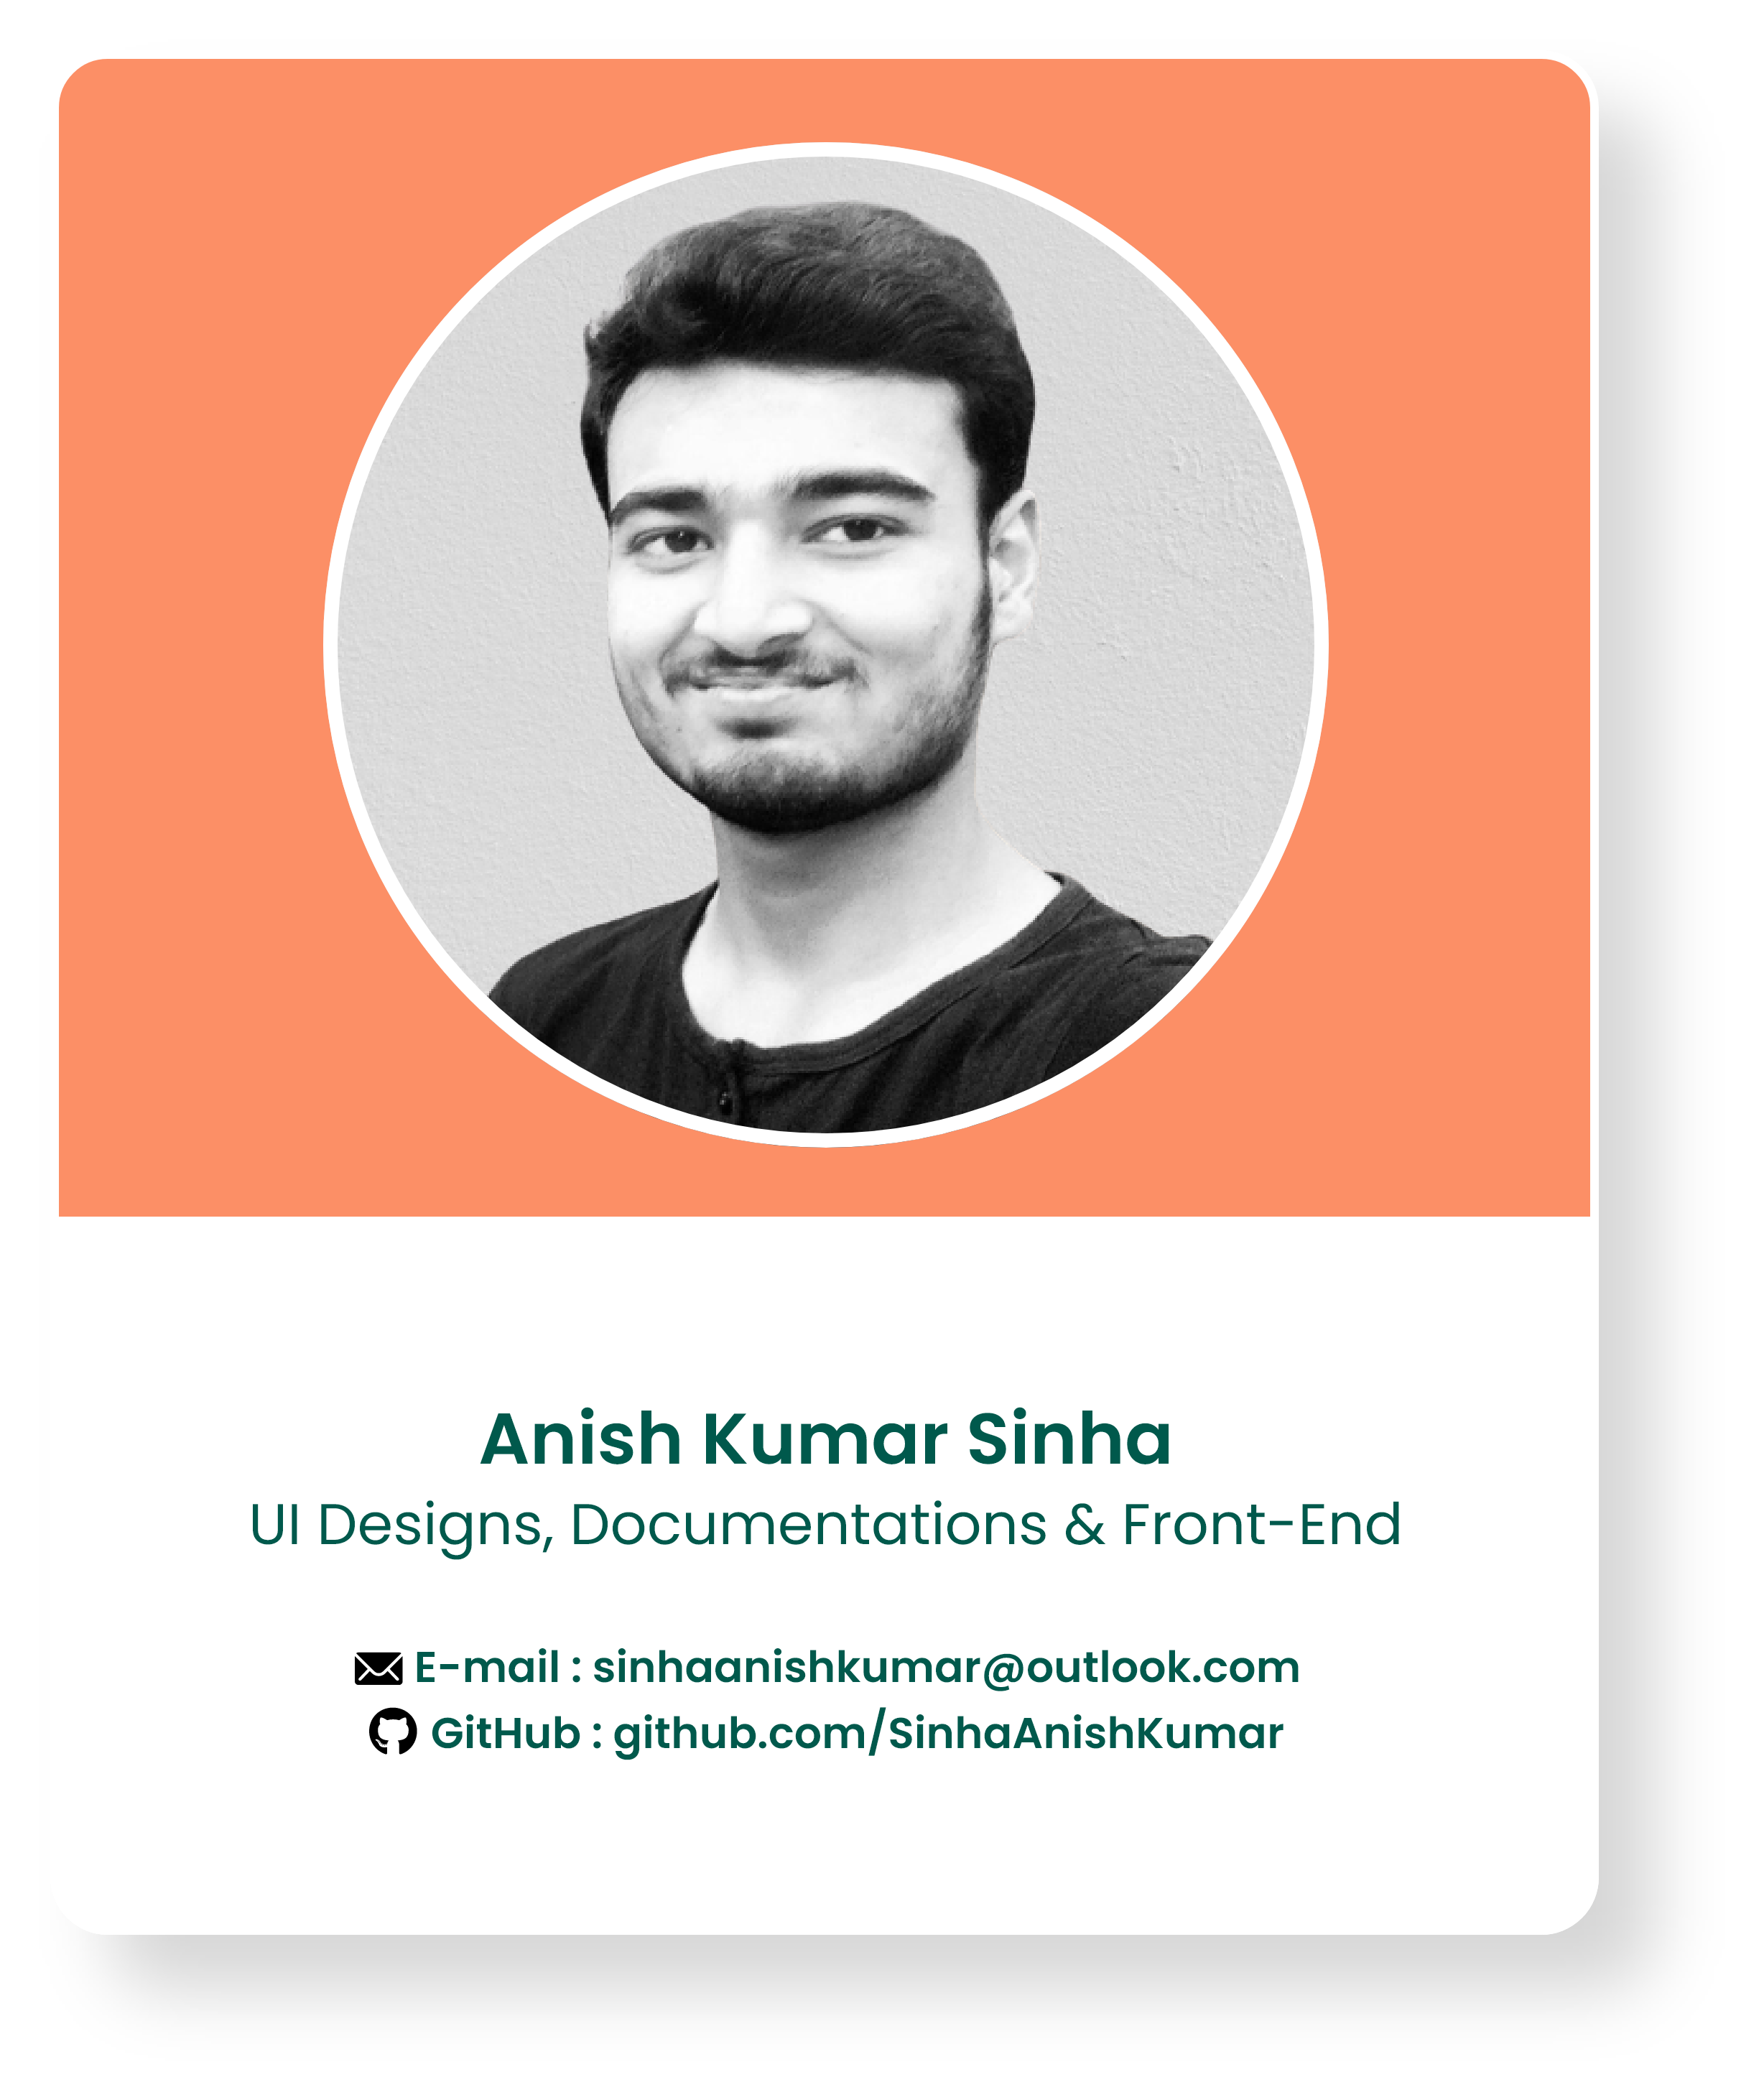 Anish Kumar Sinha
UI Designs, Documentations & Front-End
E-mail : sinhaanishkumar@outlook.com
GitHub : github.com/SinhaAnishKumar